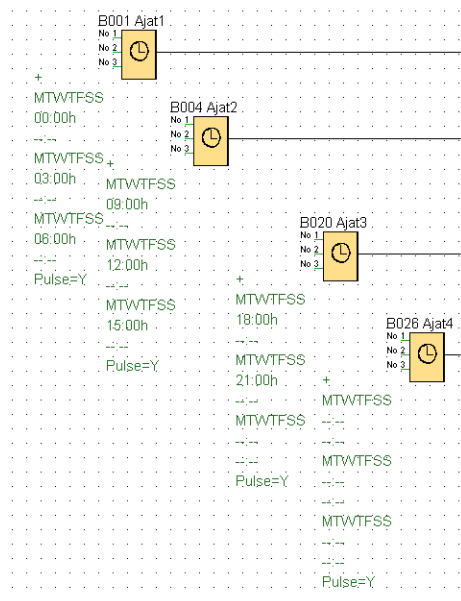 B001 Ajat1
No 1
No 2
No 3
+
MTWTFSS
00:00h
--:--
MTWTFSS
03:00h
--:--
MTWTFSS
06:00h
--:--
Pulse=Y
B004 Ajat2
No 1
No 2
No 3
+
MTWTFSS
09:00h
--:--
MTWTFSS
12:00h
--:--
MTWTFSS
15:00h
--:--
Pulse=Y
B020 Ajat3
No 1
No 2
No 3
+
MTWTFSS
18:00h
--:--
MTWTFSS
21:00h
--:--
MTWTFSS
--:--
--:--
Pulse=Y
B026 Ajat4
No 1
No 2
No 3
+
MTWTFSS
--:--
--:--
MTWTFSS
--:--
--:--
MTWTFSS
--:--
--:--
Pulse=Y